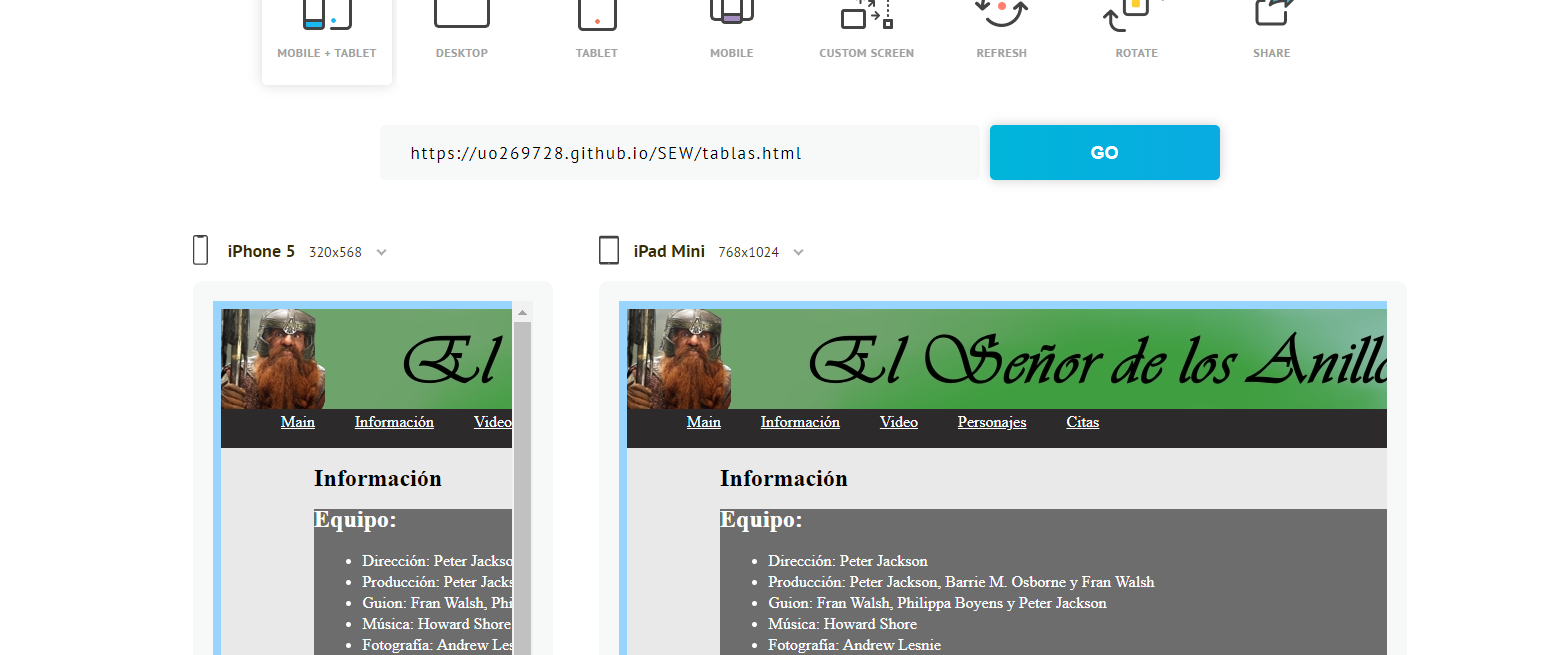 MOBILE + TABLET DESKTOP TABLET MOBILE CUSTOM SCREEN REFRESH ROTATE SHARE
https://uo269728.github.io/SEW/tablas.html GO
iPhone 5 320x568
El
Main Información Video
Información
Equipo:
Dirección: Peter Jackso
Producción: Peter Jacks
Guion: Fran Walsh, Phi
Música: Howard Shore
Fotografía: Andrew Les
iPad Mini 768x1024
El Señor de los Anillo
Main Información Video Personajes Citas
Información
Equipo:
Dirección: Peter Jackson
Producción: Peter Jackson, Barrie M. Osborne y Fran Walsh
Guion: Fran Walsh, Philippa Boyens y Peter Jackson
Música: Howard Shore
Fotografía: Andrew Lesnie